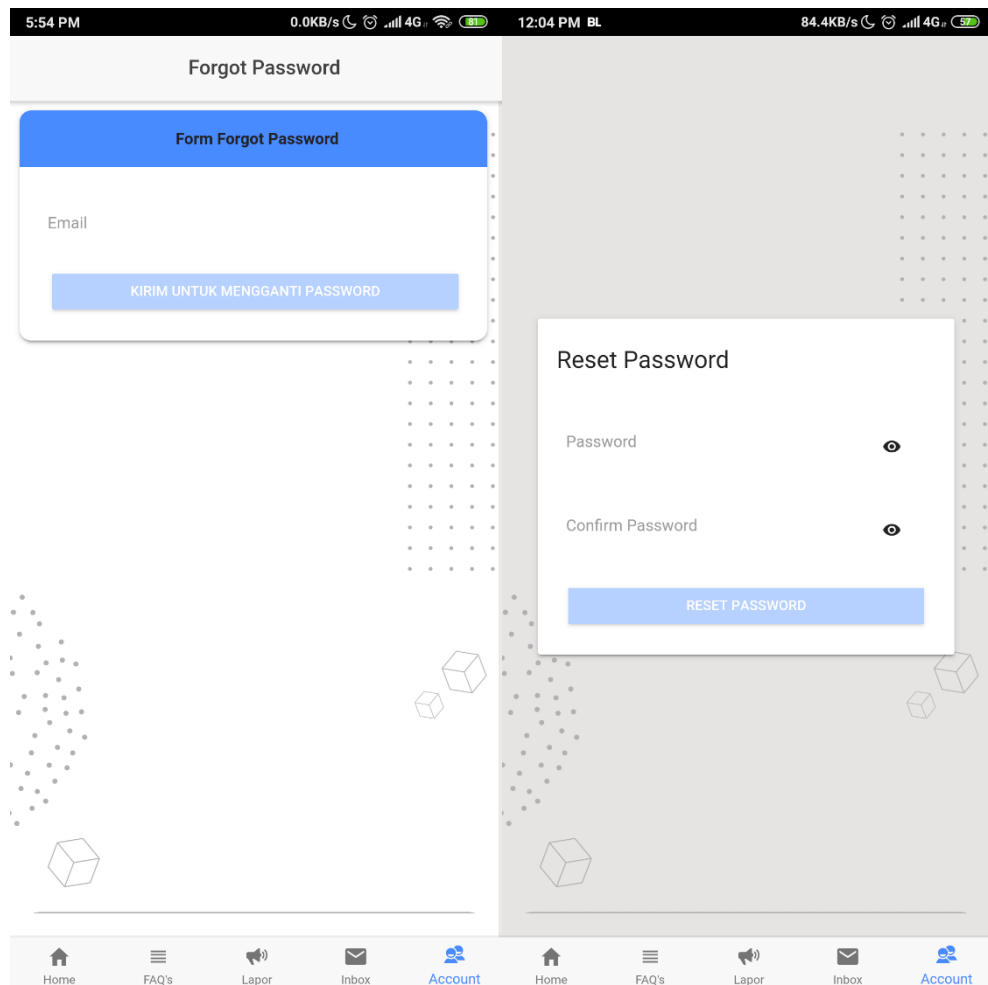 5:54 PM 0.0KB/s 4G 81
Forgot Password
Form Forgot Password
Email
KIRIM UNTUK MENGGANTI PASSWORD
Home FAQ's Lapor Inbox Account
12:04 PM BL 84.4KB/s 4G 57
Reset Password
Password
Confirm Password
RESET PASSWORD
Home FAQ's Lapor Inbox Account